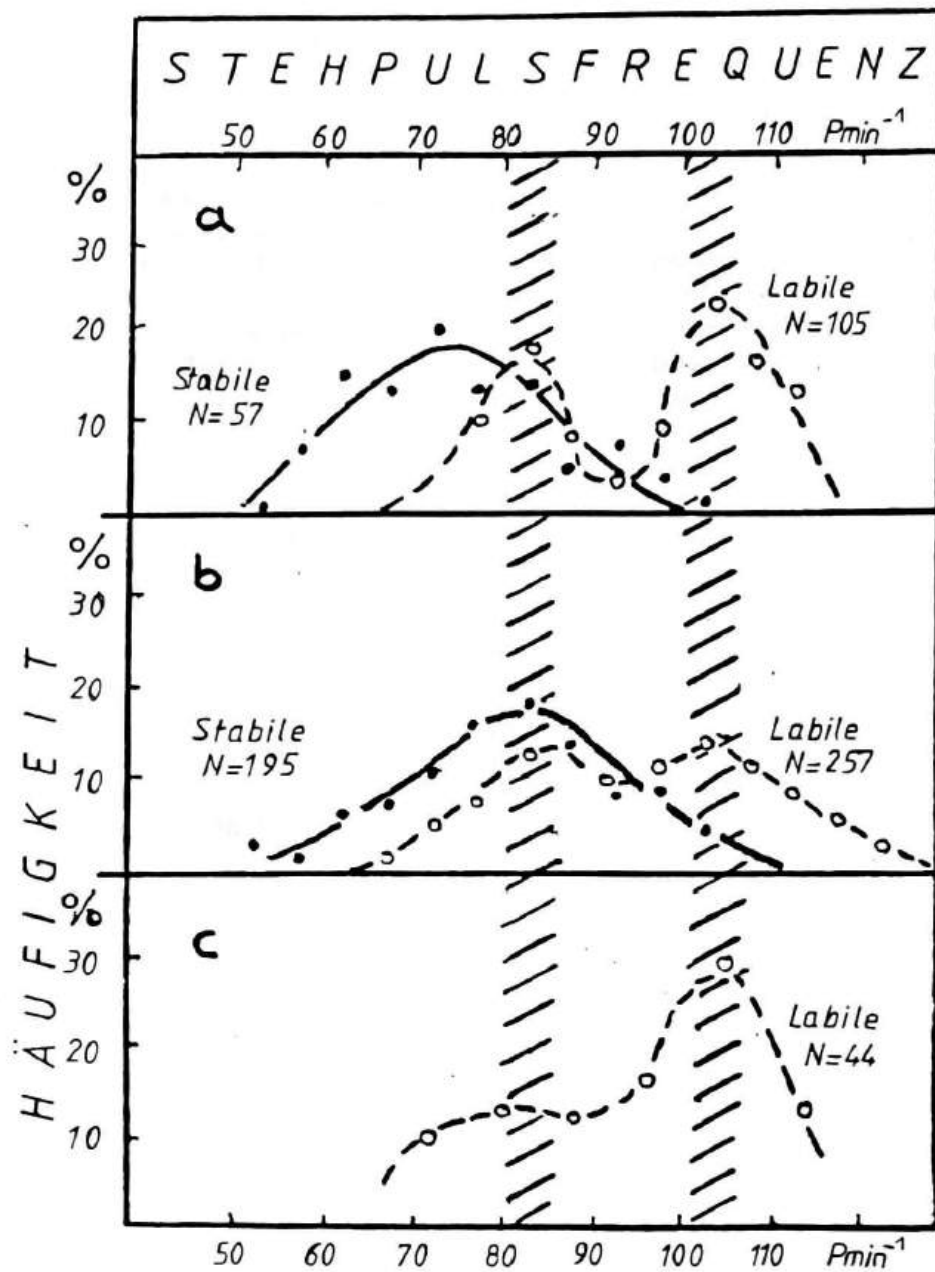 STEHPULSFREQUENZ
50 60 70 80 90 100 110 Pmin⁻¹
%
a
30
20
10
Stabile
N=57
Labile
N=105
%
b
30
20
10
Stabile
N=195
Labile
N=257
%
c
30
20
10
Labile
N=44
HÄUFIGKEIT
50 60 70 80 90 100 110 Pmin⁻¹